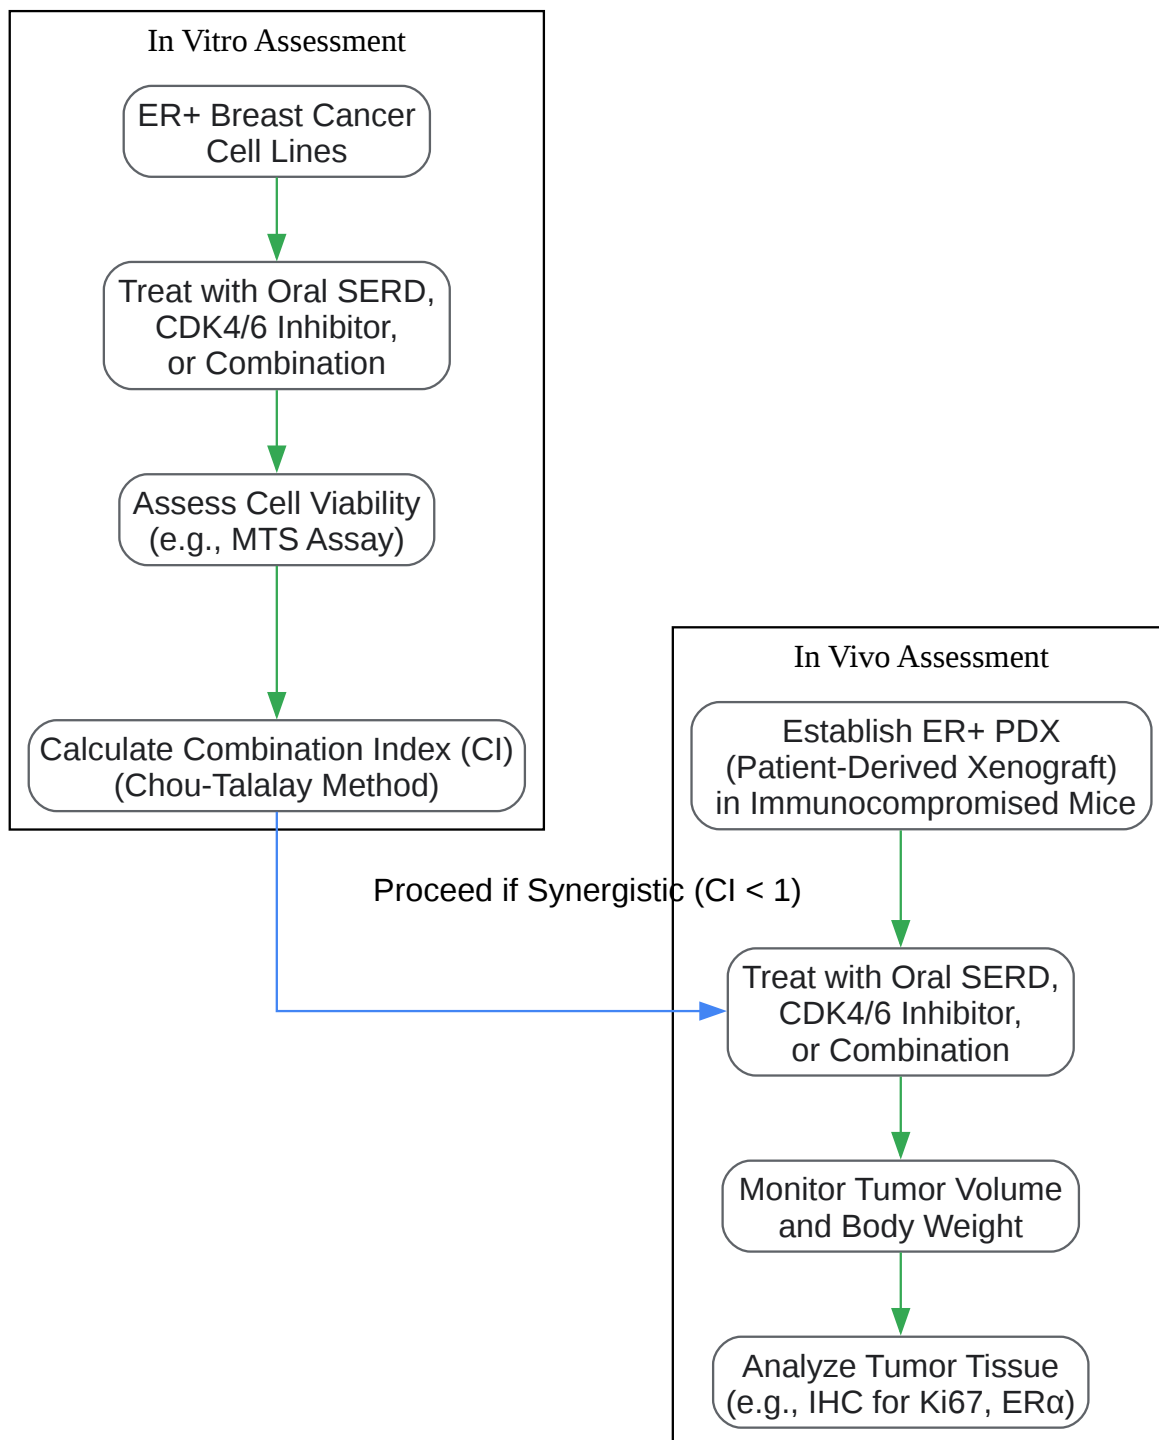 In Vitro Assessment
ER+ Breast Cancer
Cell Lines
Treat with Oral SERD,
CDK4/6 Inhibitor,
or Combination
Assess Cell Viability
(e.g., MTS Assay)
Calculate Combination Index (CI)
(Chou-Talalay Method)
Proceed if Synergistic (CI < 1)
In Vivo Assessment
Establish ER+ PDX
(Patient-Derived Xenograft)
in Immunocompromised Mice
Treat with Oral SERD,
CDK4/6 Inhibitor,
or Combination
Monitor Tumor Volume
and Body Weight
Analyze Tumor Tissue
(e.g., IHC for Ki67, ERα)